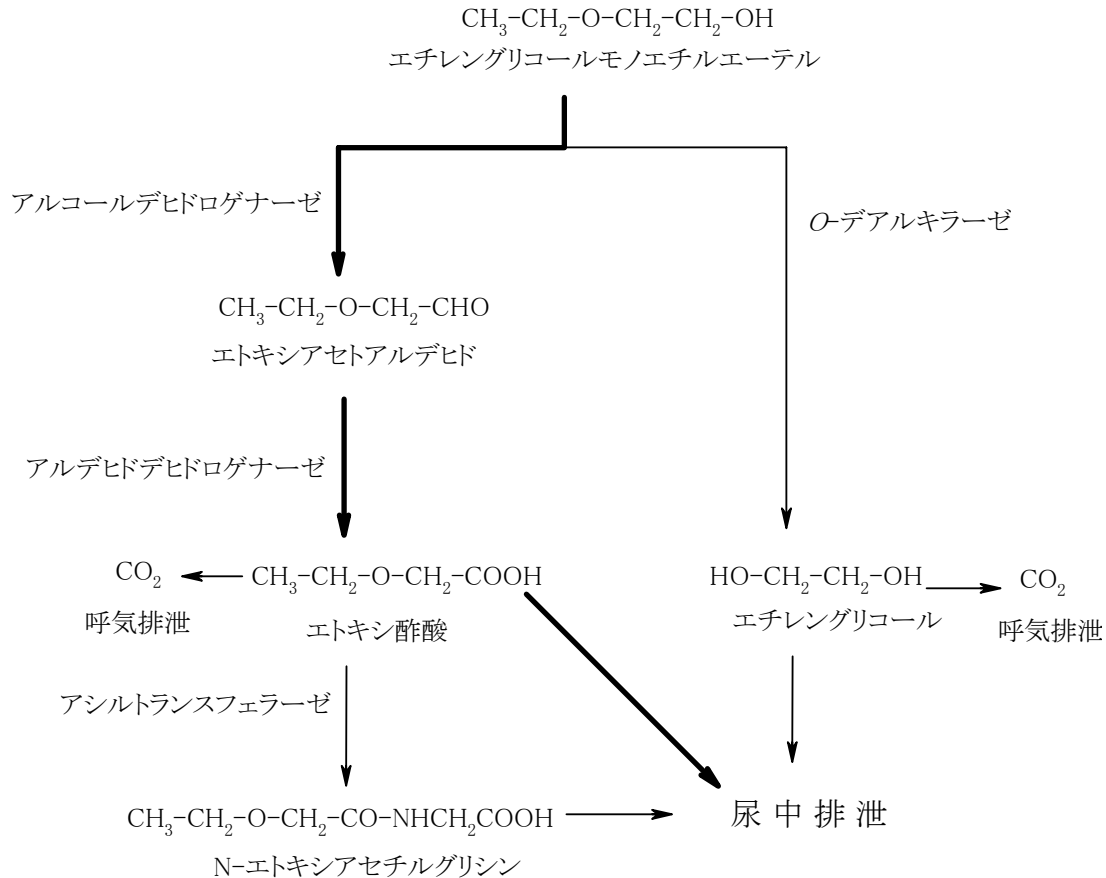 CH₃-CH₂-O-CH₂-CH₂-OH
エチレングリコールモノエチルエーテル
アルコールデヒドロゲナーゼ
O-デアルキラーゼ
CH₃-CH₂-O-CH₂-CHO
エトキシアセトアルデヒド
アルデヒドデヒドロゲナーゼ
CO₂
呼気排泄
CH₃-CH₂-O-CH₂-COOH
エトキシ酢酸
HO-CH₂-CH₂-OH
エチレングリコール
CO₂
呼気排泄
アシルトランスフェラーゼ
CH₃-CH₂-O-CH₂-CO-NHCH₂COOH
N-エトキシアセチルグリシン
尿中排泄